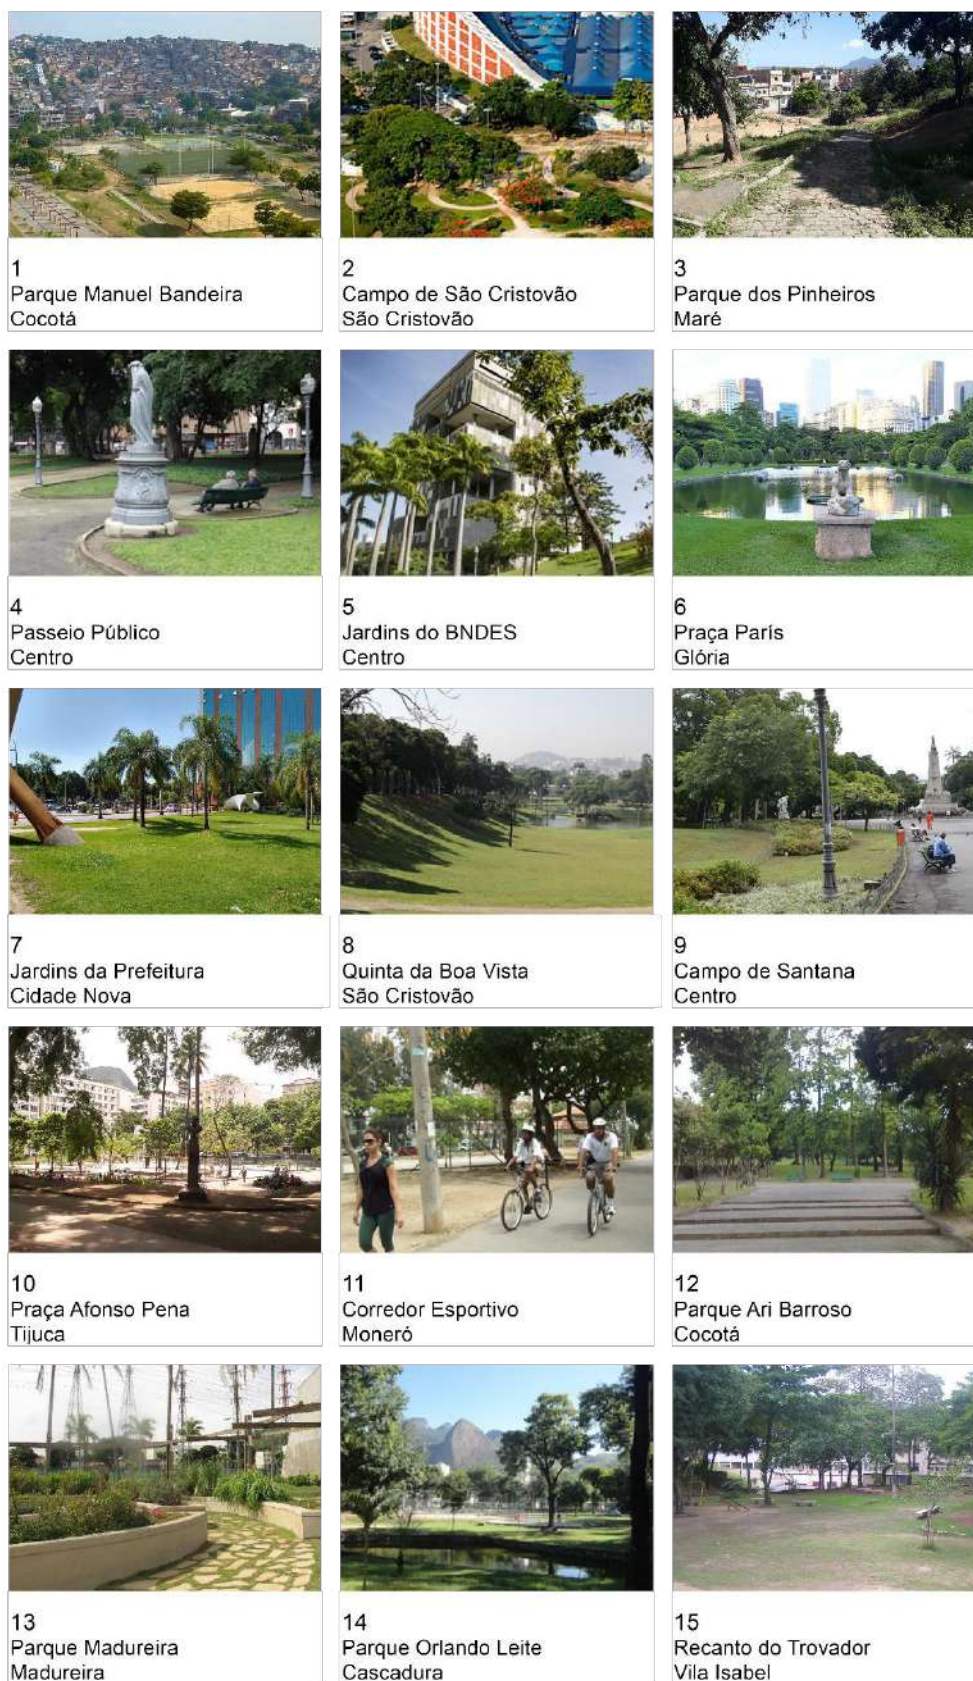 1
Parque Manuel Bandeira
Cocotá
2
Campo de São Cristovão
São Cristovão
3
Parque dos Pinheiros
Maré
4
Passeio Público
Centro
5
Jardins do BNDES
Centro
6
Praça París
Glória
7
Jardins da Prefeitura
Cidade Nova
8
Quinta da Boa Vista
São Cristovão
9
Campo de Santana
Centro
10
Praça Afonso Pena
Tijuca
11
Corredor Esportivo
Moneró
12
Parque Ari Barroso
Cocotá
13
Parque Madureira
Madureira
14
Parque Orlando Leite
Cascadura
15
Recanto do Trovador
Vila Isabel